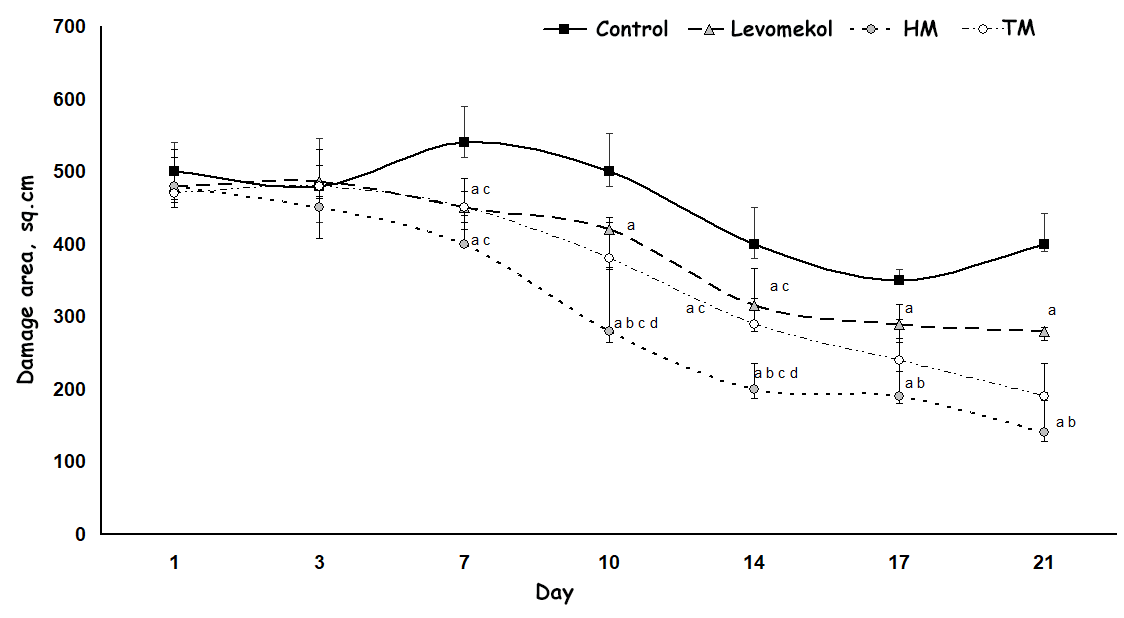 700
Control Levomekol HM TM
600
500
a c
a
a c
400
a c
a
a c
a
300
a b c d
a b c d
a b
200
a b
100
0
1 3 7 10 14 17 21
Day
Damage area, sq.cm